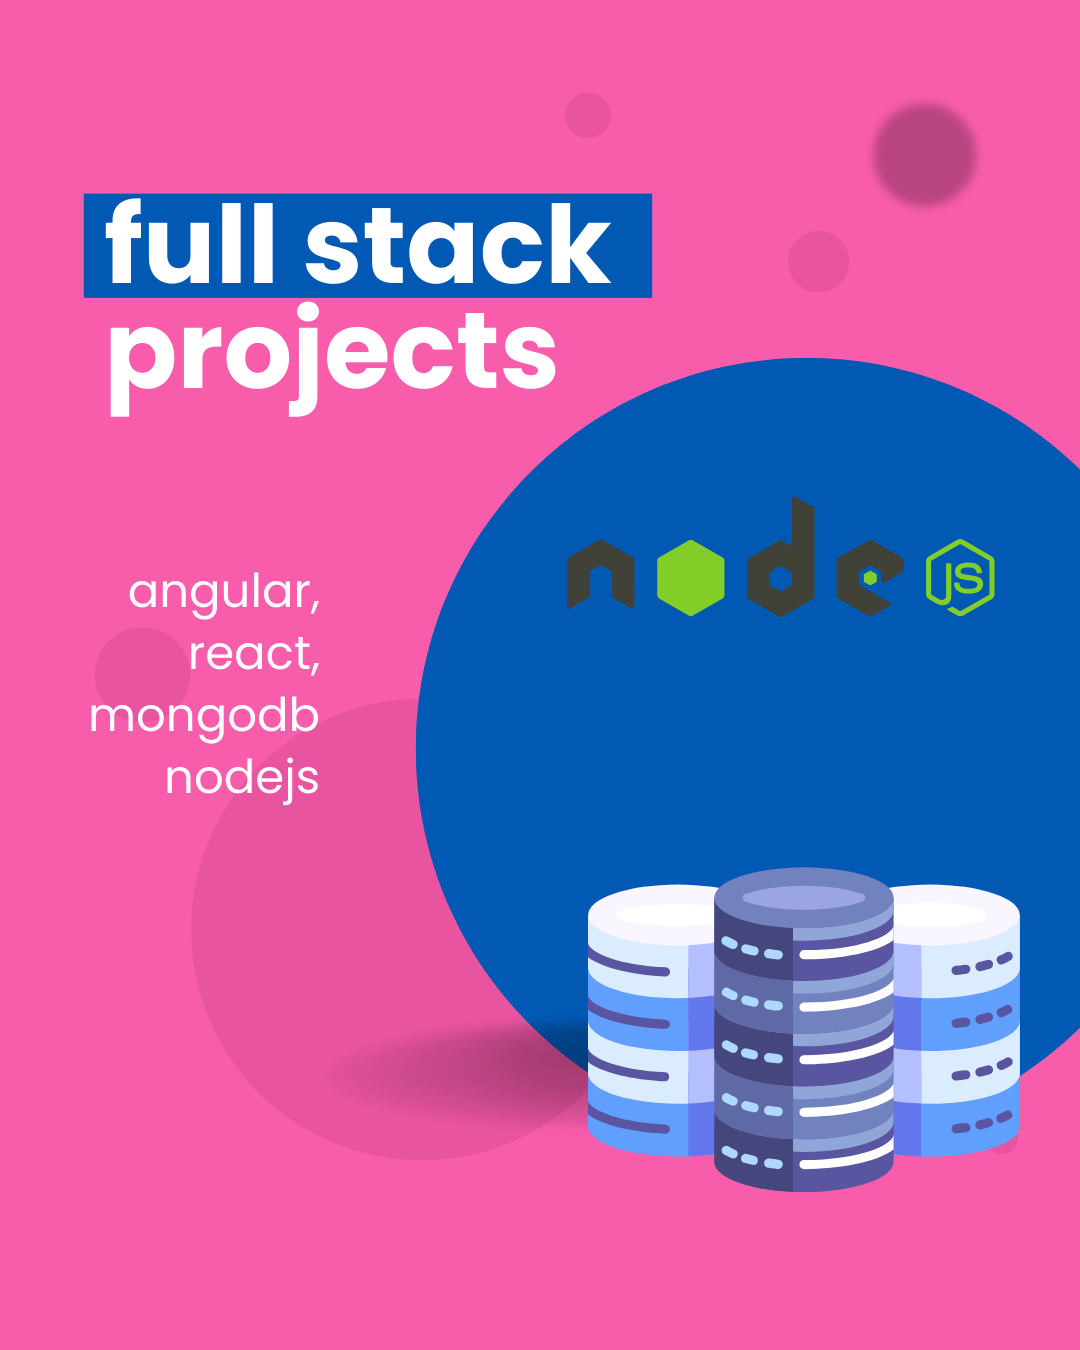 full stack
projects
node JS
angular,
react,
mongodb
nodejs